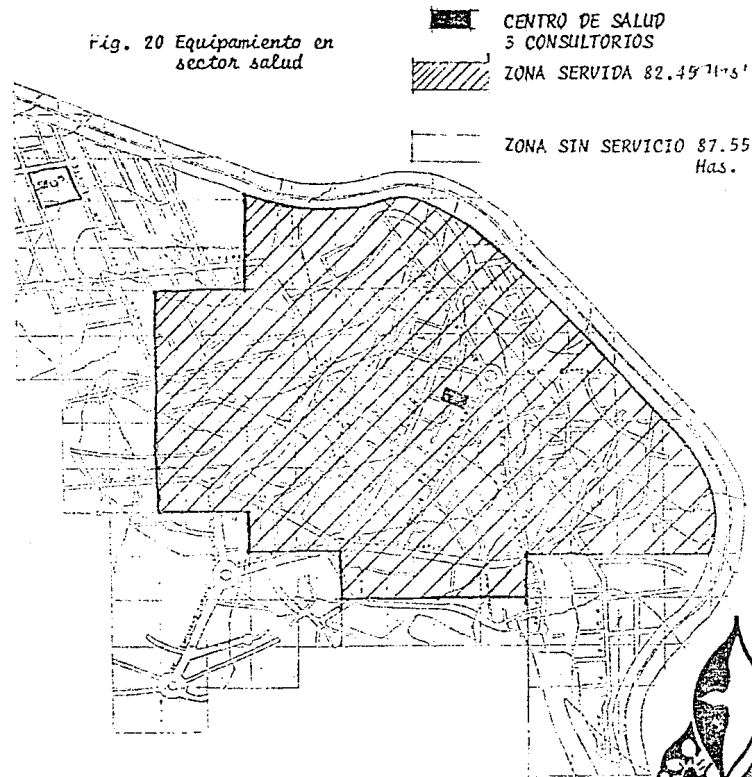 Fig. 20 Equipamiento en
sector salud
CENTRO DE SALUD
3 CONSULTORIOS
ZONA SERVIDA 82.45 Has.
ZONA SIN SERVICIO 87.55
Has.